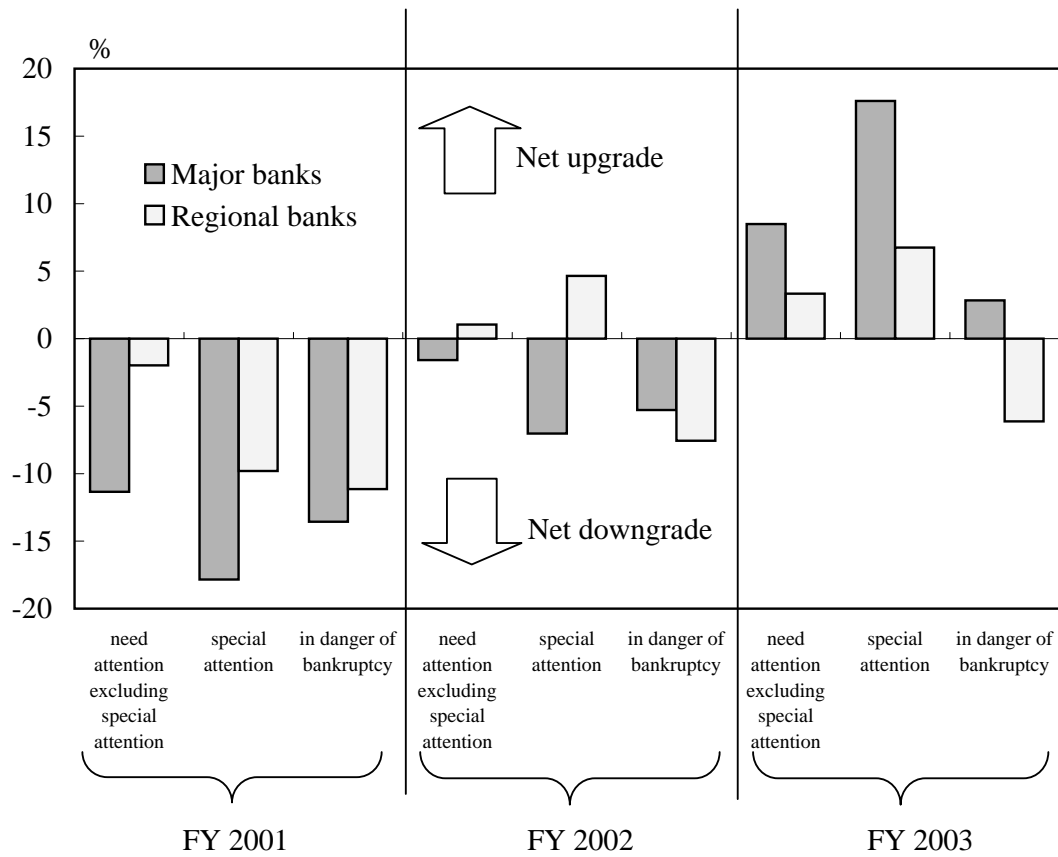 %
20
15
10
5
0
-5
-10
-15
-20
Major banks
Regional banks
Net upgrade
Net downgrade
need
attention
excluding
special
attention
special
attention
in danger of
bankruptcy
need
attention
excluding
special
attention
special
attention
in danger of
bankruptcy
need
attention
excluding
special
attention
special
attention
in danger of
bankruptcy
FY 2001
FY 2002
FY 2003